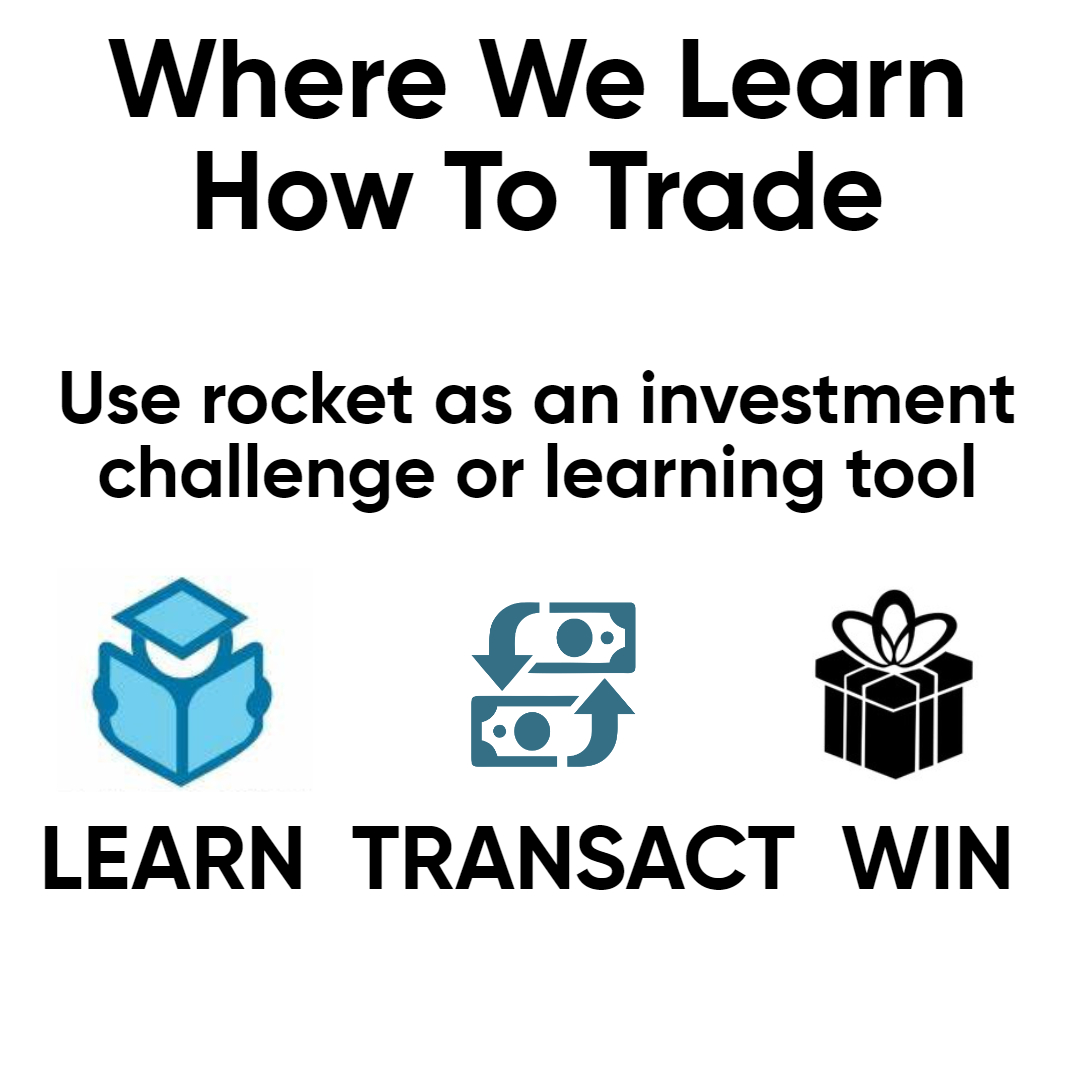 Where We Learn
How To Trade
Use rocket as an investment
challenge or learning tool
LEARN TRANSACT WIN